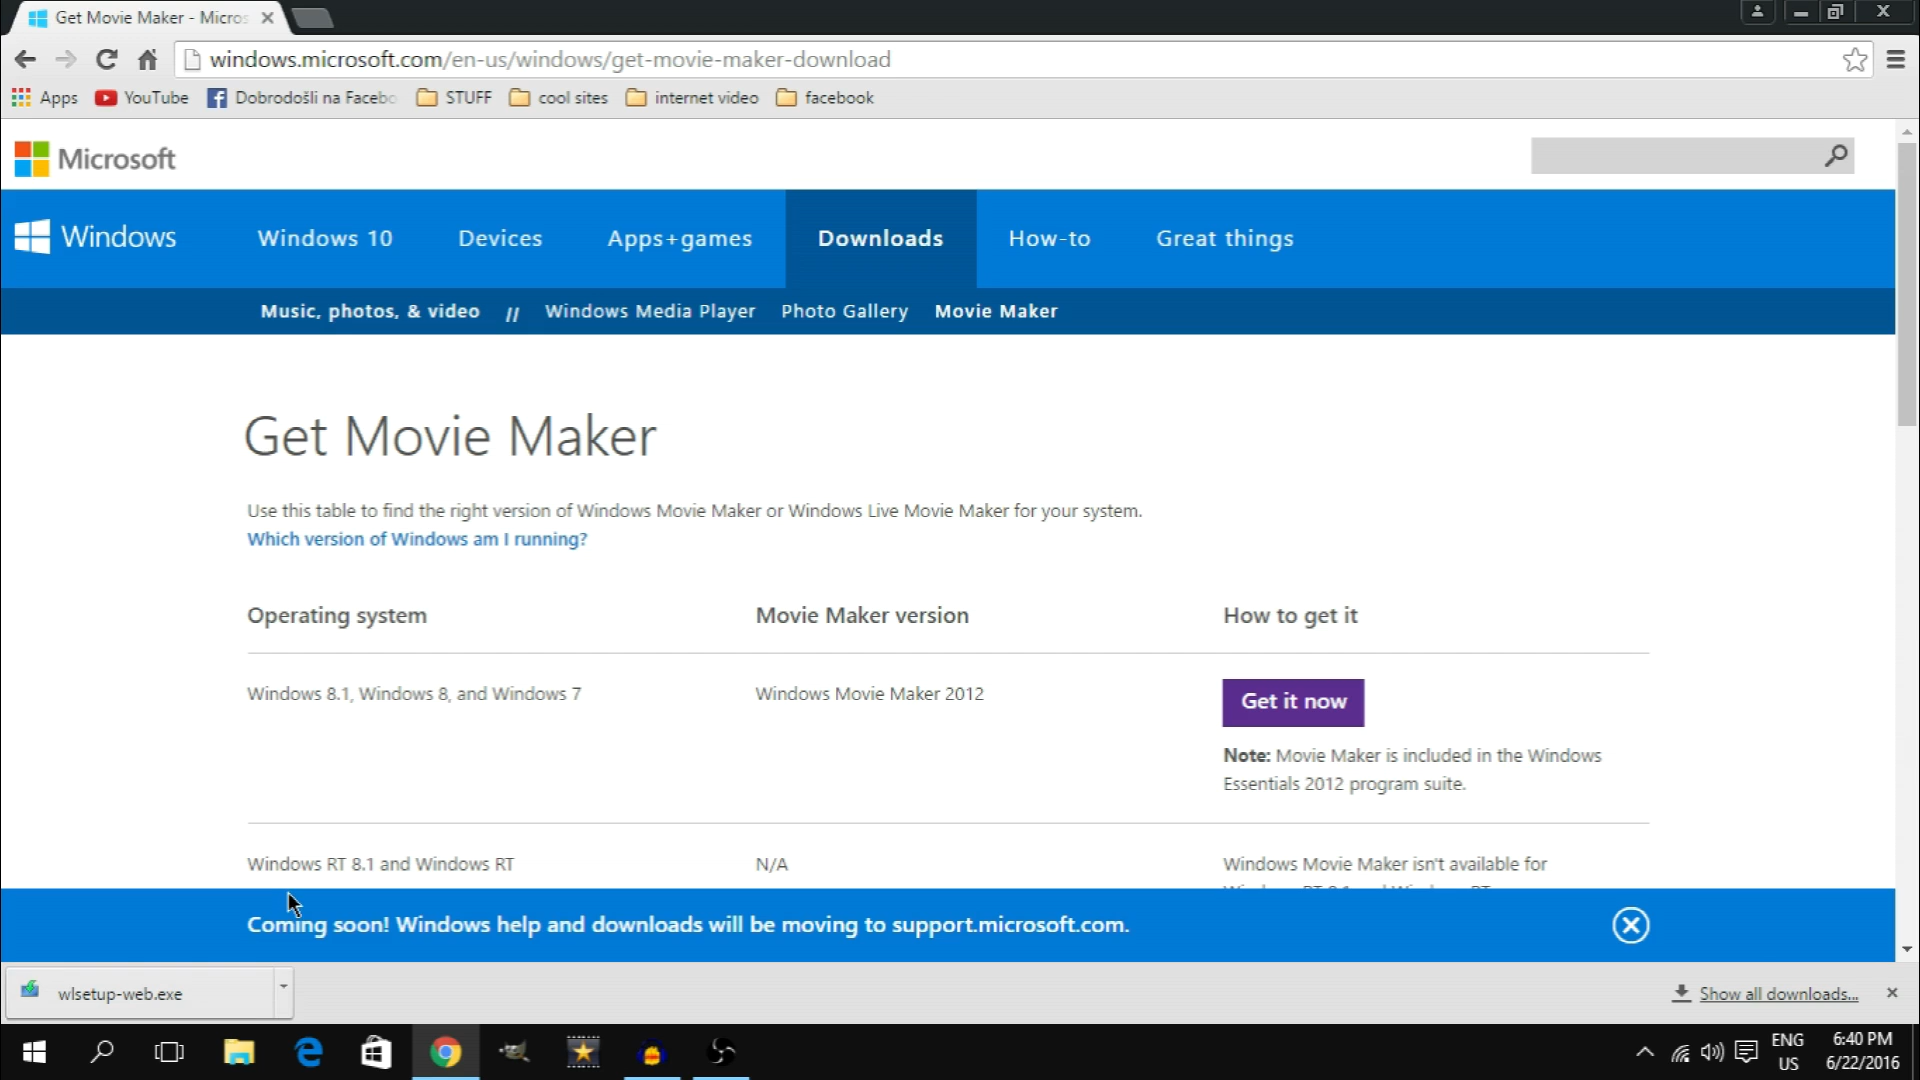 Get Movie Maker - Micros
windows.microsoft.com/en-us/windows/get-movie-maker-download
Apps YouTube Dobrodošli na Facebo STUFF cool sites internet video facebook
Microsoft
Windows Windows 10 Devices Apps+games Downloads How-to Great things
Music, photos, & video // Windows Media Player Photo Gallery Movie Maker
Get Movie Maker
Use this table to find the right version of Windows Movie Maker or Windows Live Movie Maker for your system.
Which version of Windows am I running?
Operating system Movie Maker version How to get it
Windows 8.1, Windows 8, and Windows 7 Windows Movie Maker 2012 Get it now
Note: Movie Maker is included in the Windows
Essentials 2012 program suite.
Windows RT 8.1 and Windows RT N/A Windows Movie Maker isn't available for
Coming soon! Windows help and downloads will be moving to support.microsoft.com.
wlsetup-web.exe Show all downloads...
ENG 6:40 PM
US 6/22/2016